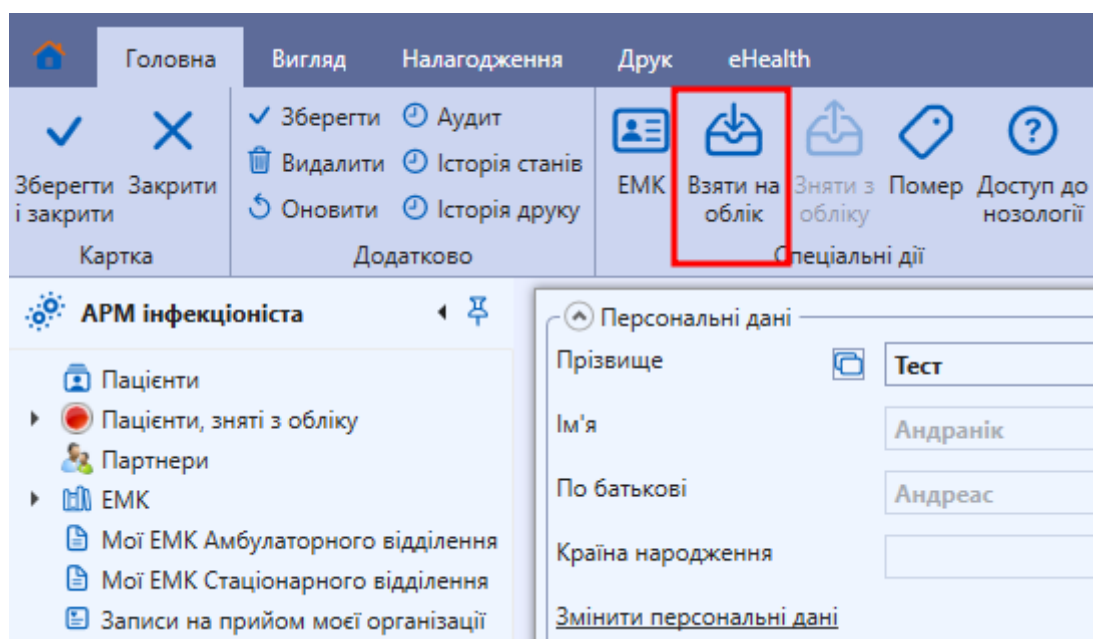 Головна Вигляд Налагодження Друк eHealth
Зберегти і закрити
Закрити
Картка
Зберегти
Видалити
Оновити
Аудит
Історія станів
Історія друку
Додатково
ЕМК
Взяти на облік
Зняти з обліку
Помер
Доступ до нозології
Спеціальні дії
АРМ інфекціоніста
Пацієнти
Пацієнти, зняті з обліку
Партнери
ЕМК
Мої ЕМК Амбулаторного відділення
Мої ЕМК Стаціонарного відділення
Записи на прийом моєї організації
Персональні дані
Прізвище Тест
Ім'я Андранік
По батькові Андреас
Країна народження
Змінити персональні дані